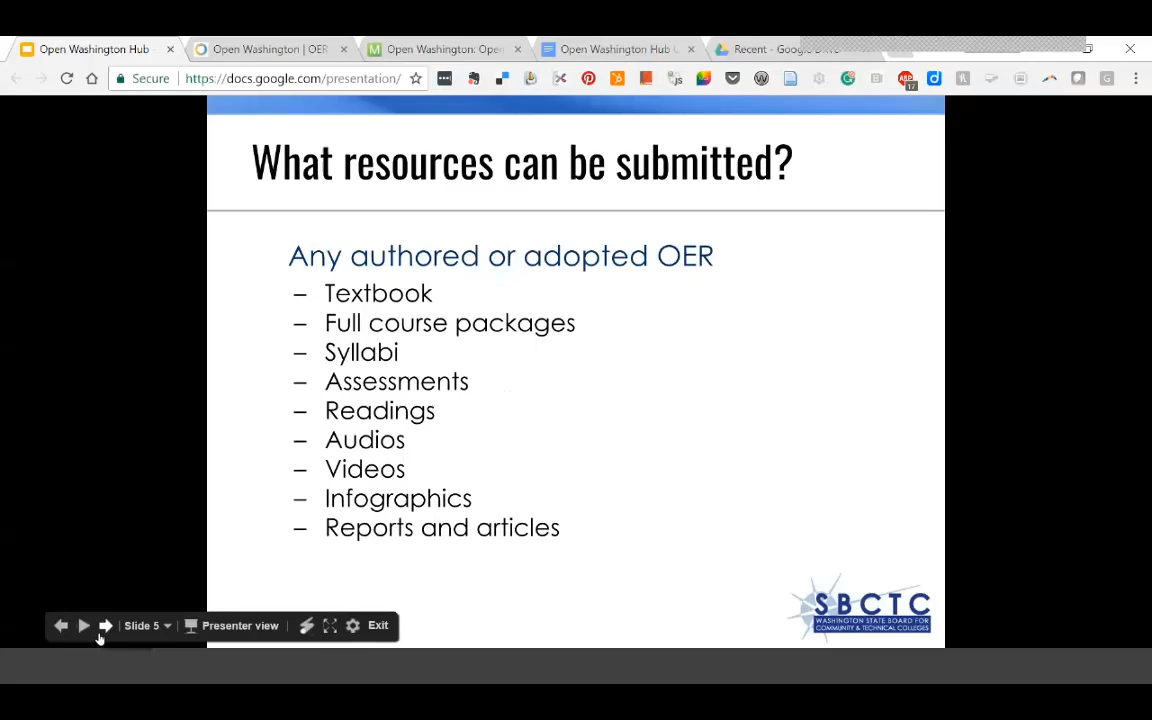 Open Washington Hub
Open Washington | OER
Open Washington: Open
Open Washington Hub
Recent - Google
Secure
https://docs.google.com/presentation/
17
What resources can be submitted?
Any authored or adopted OER
– Textbook
– Full course packages
– Syllabi
– Assessments
– Readings
– Audios
– Videos
– Infographics
– Reports and articles
SBCTC
WASHINGTON STATE BOARD FOR
COMMUNITY & TECHNICAL COLLEGES
Slide 5
Presenter view
Exit